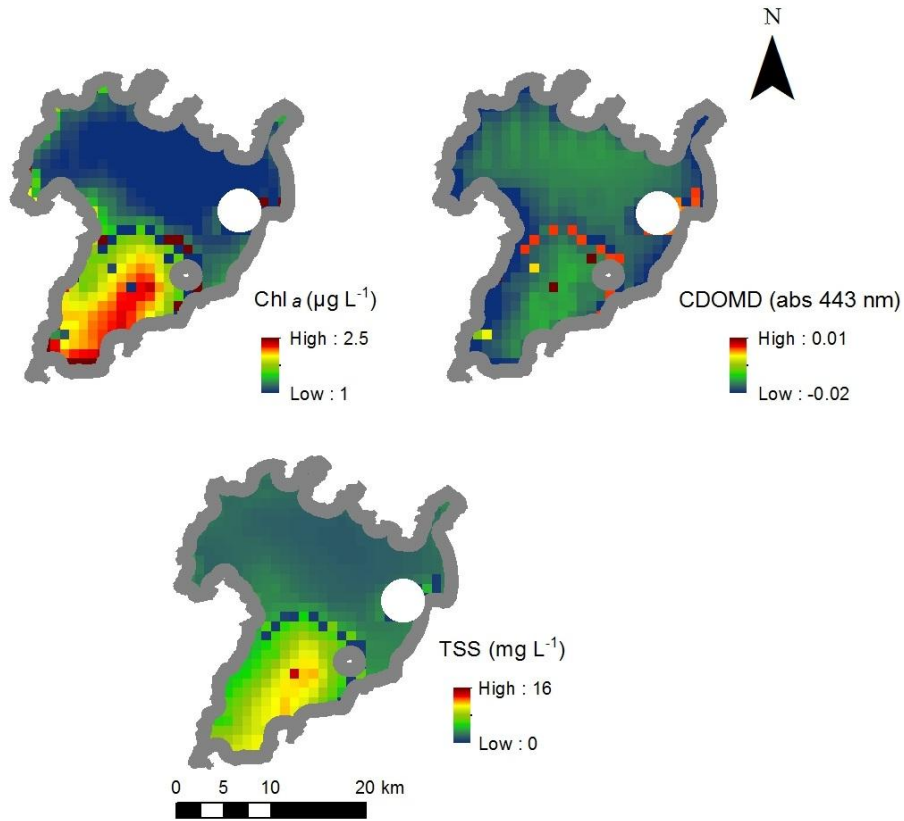 N
Chl a (µg L-1)
High : 2.5
Low : 1
CDOMD (abs 443 nm)
High : 0.01
Low : -0.02
TSS (mg L-1)
High : 16
Low : 0
0 5 10 20 km